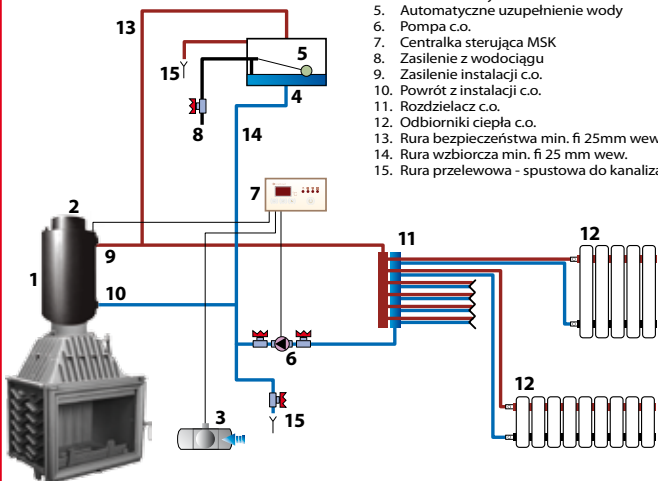 5. Automatyczne uzupełnienie wody
6. Pompa c.o.
7. Centralka sterująca MSK
8. Zasilenie z wodociągu
9. Zasilenie instalacji c.o.
10. Powrót z instalacji c.o.
11. Rozdzielacz c.o.
12. Odbiorniki ciepła c.o.
13. Rura bezpieczeństwa min. fi 25mm wew
14. Rura wzbiorcza min. fi 25 mm wew.
15. Rura przelewowa - spustowa do kanaliza
13
5
15
4
8
14
7
2
12
11
9
1
10
6
12
3
15